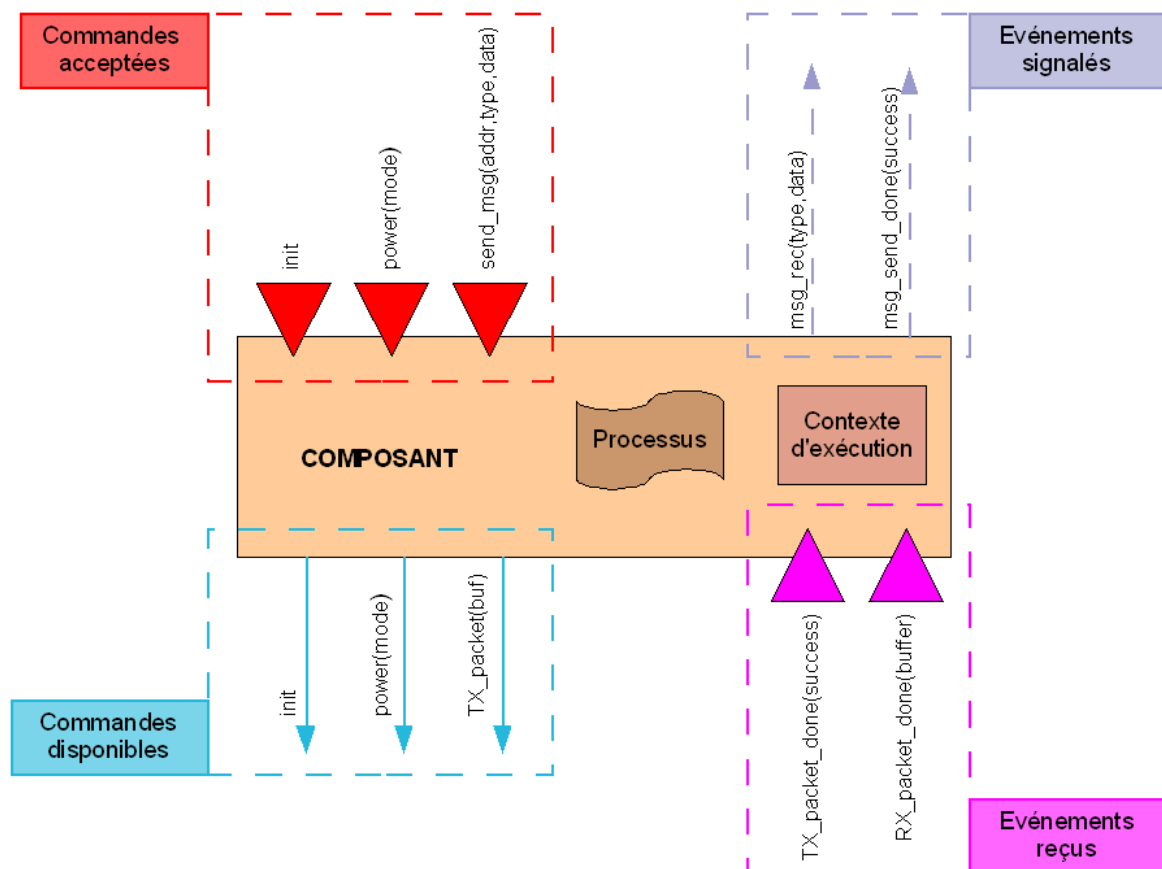 Commandes
acceptées
Evénements
signalés
init
power(mode)
send_msg(addr,type,data)
msg_rec(type,data)
msg_send_done(success)
COMPOSANT
Processus
Contexte
d'exécution
init
power(mode)
TX_packet(buf)
TX_packet_done(success)
RX_packet_done(buffer)
Commandes
disponibles
Evénements
reçus